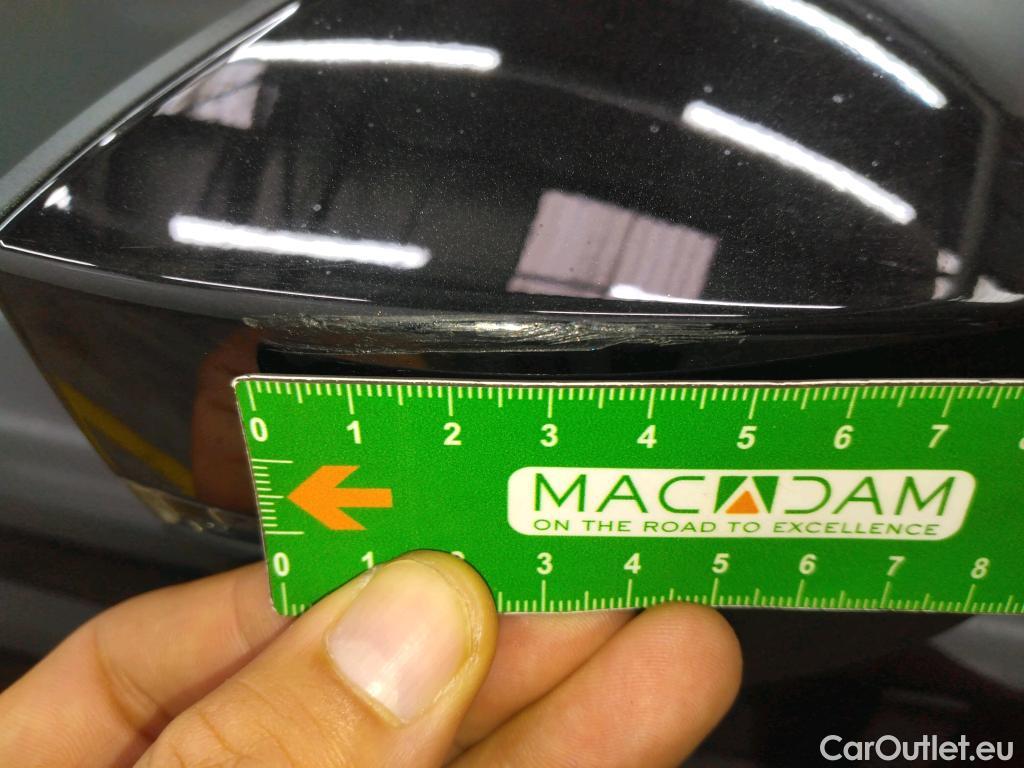 0 1 2 3 4 5 6 7
MACADAM
ON THE ROAD TO EXCELLENCE
0 1 3 4 5 6 7 8
CarOutlet.eu